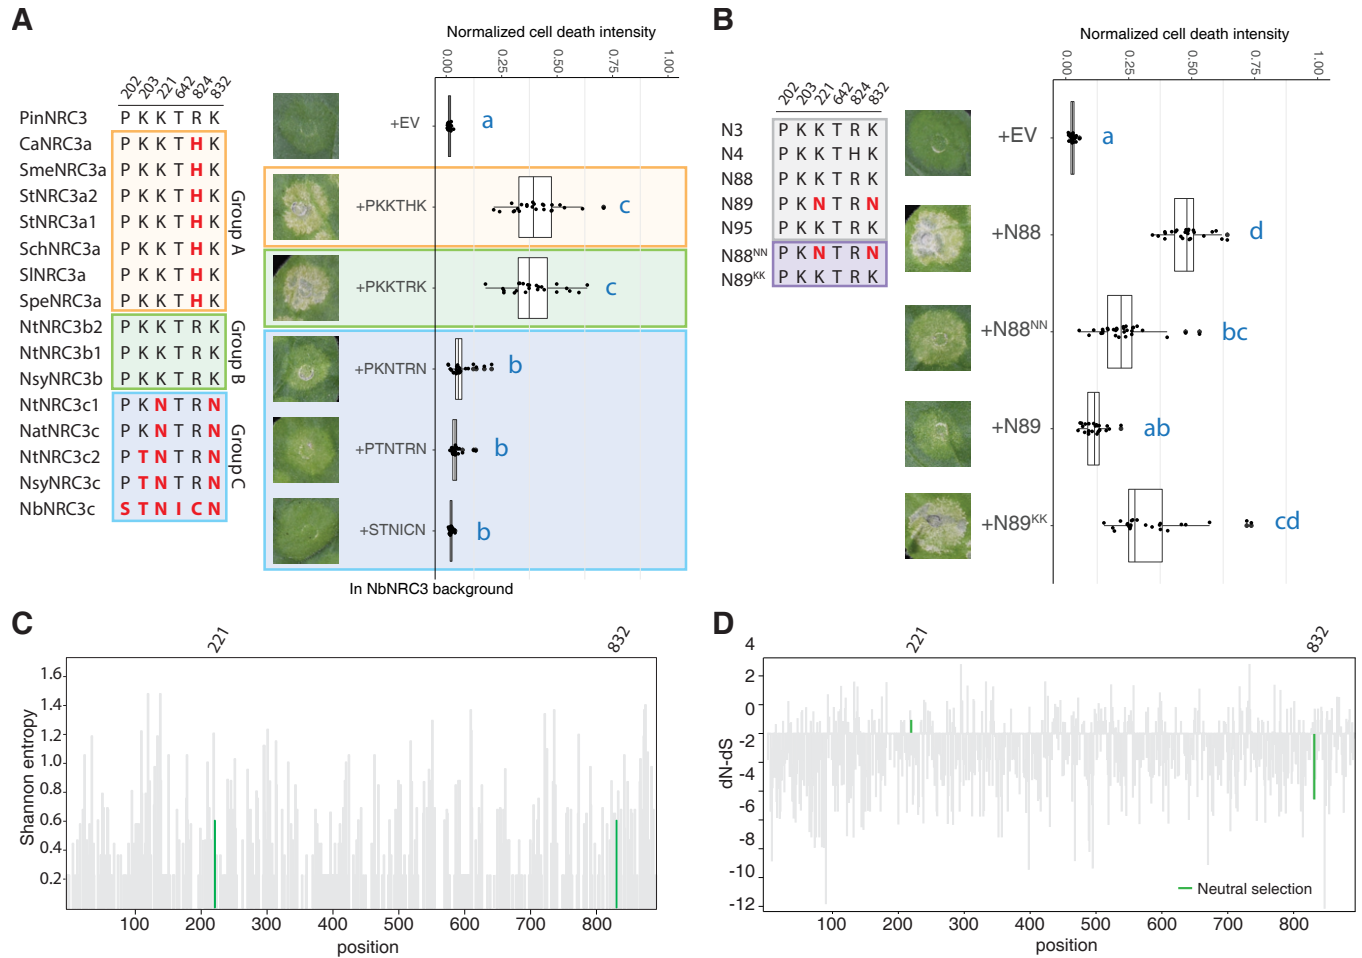 A
Normalized cell death intensity
0.00 0.25 0.50 0.75 1.00
202 203 221 642 824 832
PinNRC3 P K K T R K
CaNRC3a P K K T H K
SmeNRC3a P K K T H K
StNRC3a2 P K K T H K
StNRC3a1 P K K T H K
SchNRC3a P K K T H K
SlNRC3a P K K T H K
SpeNRC3a P K K T H K
Group A
NtNRC3b2 P K K T R K
NtNRC3b1 P K K T R K
NsyNRC3b P K K T R K
Group B
NtNRC3c1 P K N T R N
NatNRC3c P K N T R N
NtNRC3c2 P T N T R N
NsyNRC3c P T N T R N
NbNRC3c S T N I C N
Group C
+EV a
+PKKTHK c
+PKKTRK c
+PKNTRN b
+PTNTRN b
+STNICN b
In NbNRC3 background
B
Normalized cell death intensity
0.00 0.25 0.50 0.75 1.00
202 203 221 642 824 832
N3 P K K T R K
N4 P K K T H K
N88 P K K T R K
N89 P K N T R N
N95 P K K T R K
N88NN P K N T R N
N89KK P K K T R K
+EV a
+N88 d
+N88NN bc
+N89 ab
+N89KK cd
C
221 832
Shannon entropy
1.6
1.4
1.2
1.0
0.8
0.6
0.4
0.2
100 200 300 400 500 600 700 800
position
D
221 832
dN-dS
4
2
0
-2
-4
-6
-8
-10
-12
Neutral selection
100 200 300 400 500 600 700 800
position